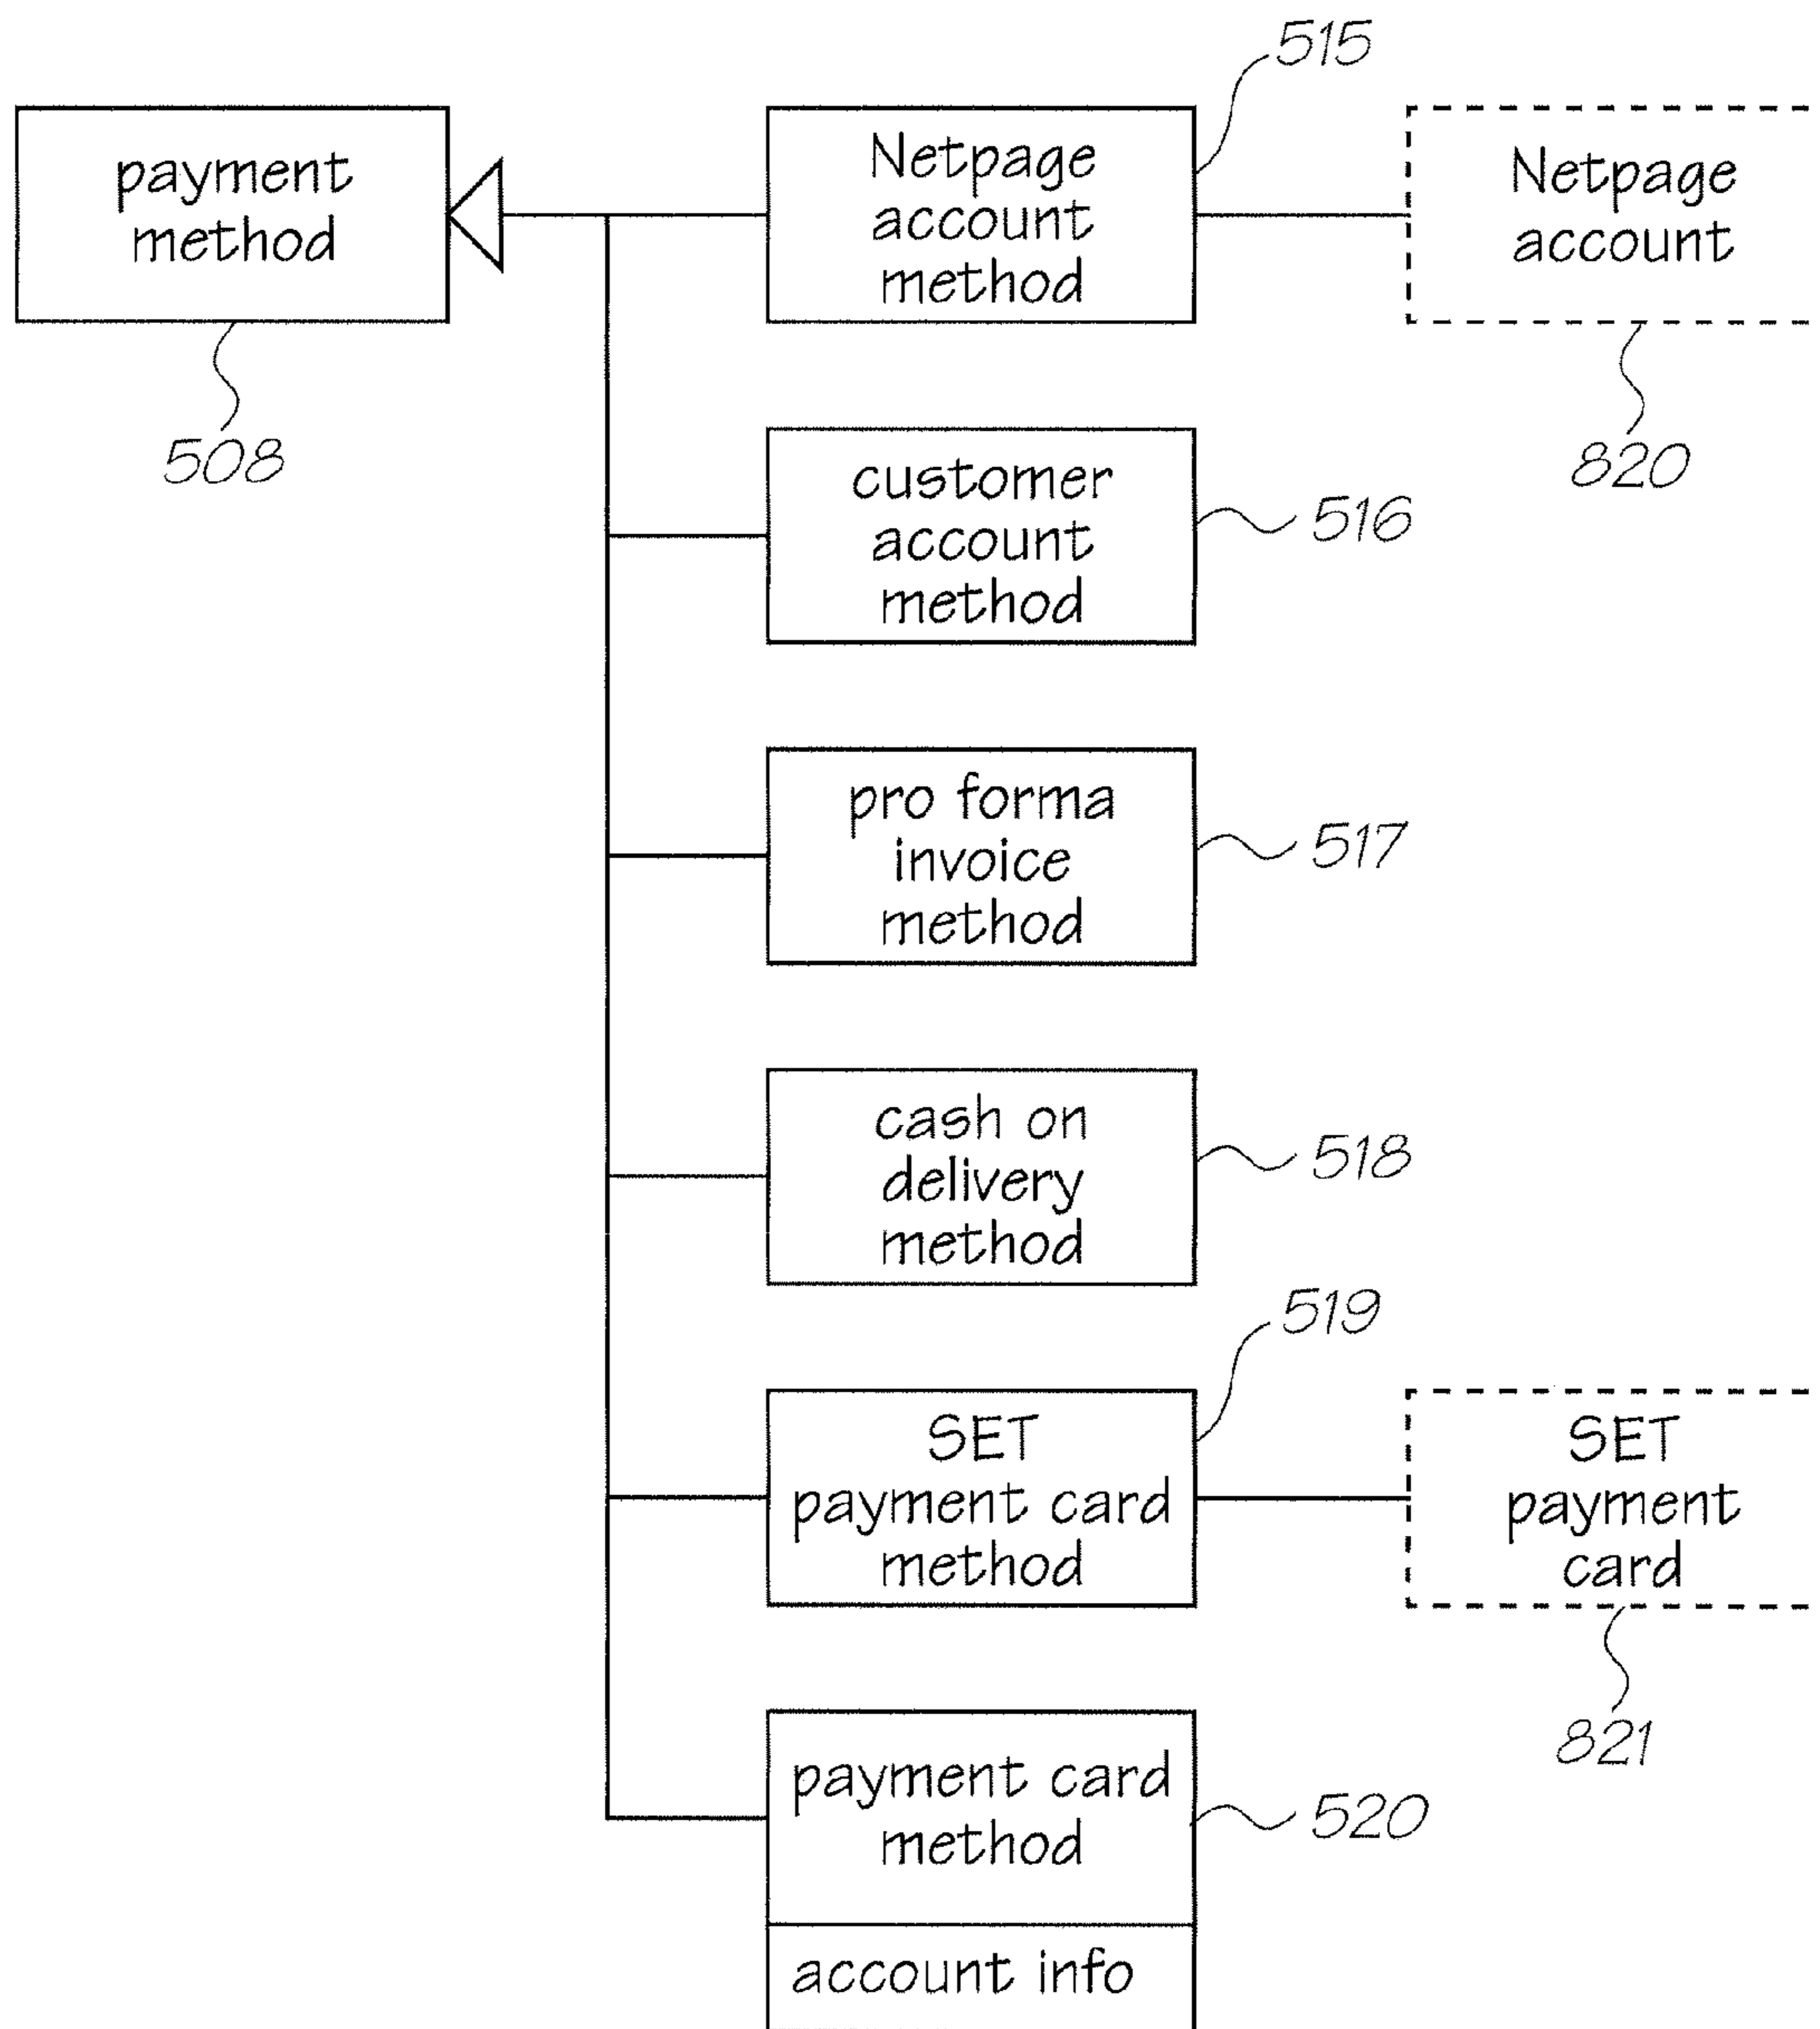 515
payment
method
Netpage
account
method
Netpage
account
508
820
customer
account
method
516
pro forma
invoice
method
517
cash on
delivery
method
518
519
SET
payment card
method
SET
payment
card
821
payment card
method
520
account info